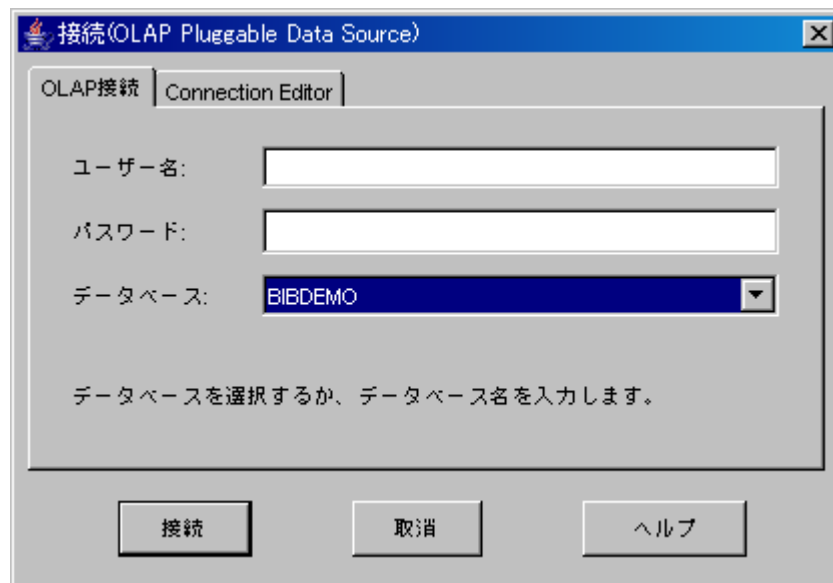 接続(OLAP Pluggable Data Source)
OLAP接続 Connection Editor
ユーザー名:
パスワード:
データベース: BIBDEMO
データベースを選択するか、データベース名を入力します。
接続 取消 ヘルプ